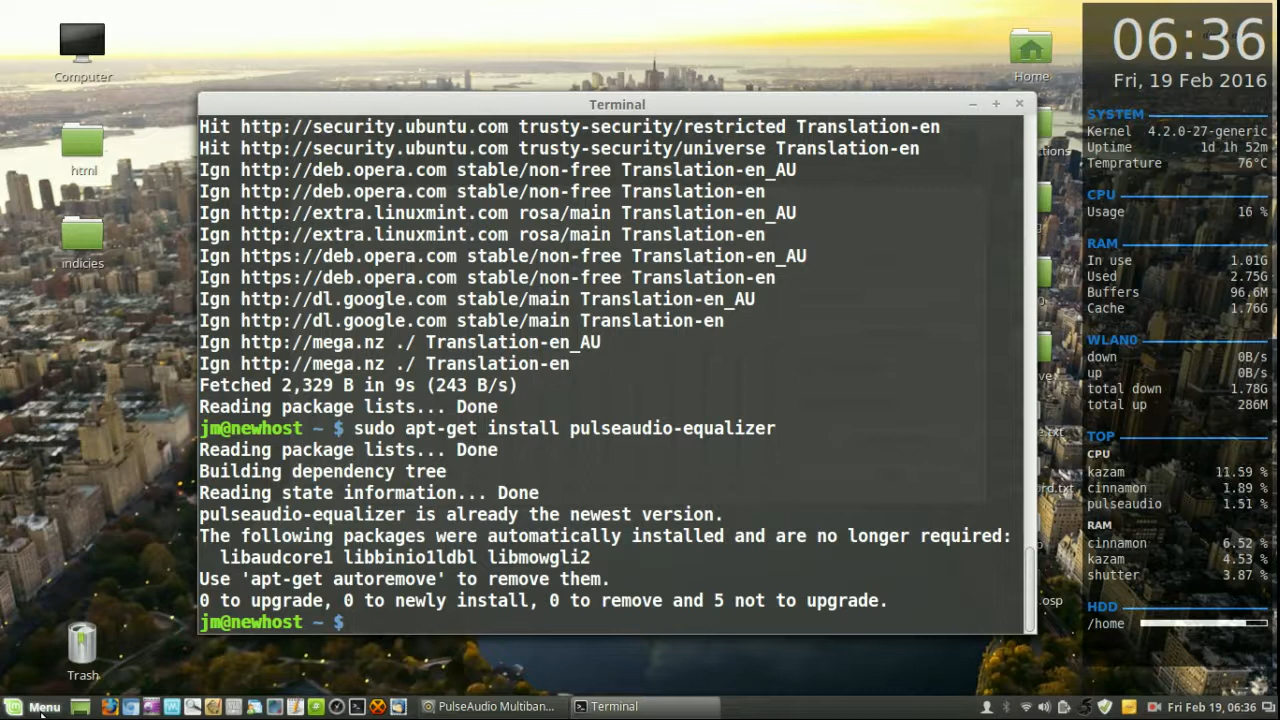 Computer
html
indicies
Trash
Home
Terminal
Hit http://security.ubuntu.com trusty-security/restricted Translation-en
Hit http://security.ubuntu.com trusty-security/universe Translation-en
Ign http://deb.opera.com stable/non-free Translation-en_AU
Ign http://deb.opera.com stable/non-free Translation-en
Ign http://extra.linuxmint.com rosa/main Translation-en_AU
Ign http://extra.linuxmint.com rosa/main Translation-en
Ign https://deb.opera.com stable/non-free Translation-en_AU
Ign https://deb.opera.com stable/non-free Translation-en
Ign http://dl.google.com stable/main Translation-en_AU
Ign http://dl.google.com stable/main Translation-en
Ign http://mega.nz ./ Translation-en_AU
Ign http://mega.nz ./ Translation-en
Fetched 2,329 B in 9s (243 B/s)
Reading package lists... Done
jm@newhost ~ $ sudo apt-get install pulseaudio-equalizer
Reading package lists... Done
Building dependency tree
Reading state information... Done
pulseaudio-equalizer is already the newest version.
The following packages were automatically installed and are no longer required:
libaudcore1 libbinio1ldbl libmowgli2
Use 'apt-get autoremove' to remove them.
0 to upgrade, 0 to newly install, 0 to remove and 5 not to upgrade.
jm@newhost ~ $
06:36
Fri, 19 Feb 2016
SYSTEM
Kernel 4.2.0-27-generic
Uptime 1d 1h 52m
Temprature 76°C
CPU
Usage 16 %
RAM
In use 1.01G
Used 2.75G
Buffers 96.6M
Cache 1.76G
WLAN0
down 0B/s
up 0B/s
total down 1.78G
total up 286M
TOP
CPU
kazam 11.59 %
cinnamon 1.89 %
pulseaudio 1.51 %
RAM
cinnamon 6.52 %
kazam 4.53 %
shutter 3.87 %
HDD
/home
Menu
PulseAudio Multiban...
Terminal
Fri Feb 19, 06:36